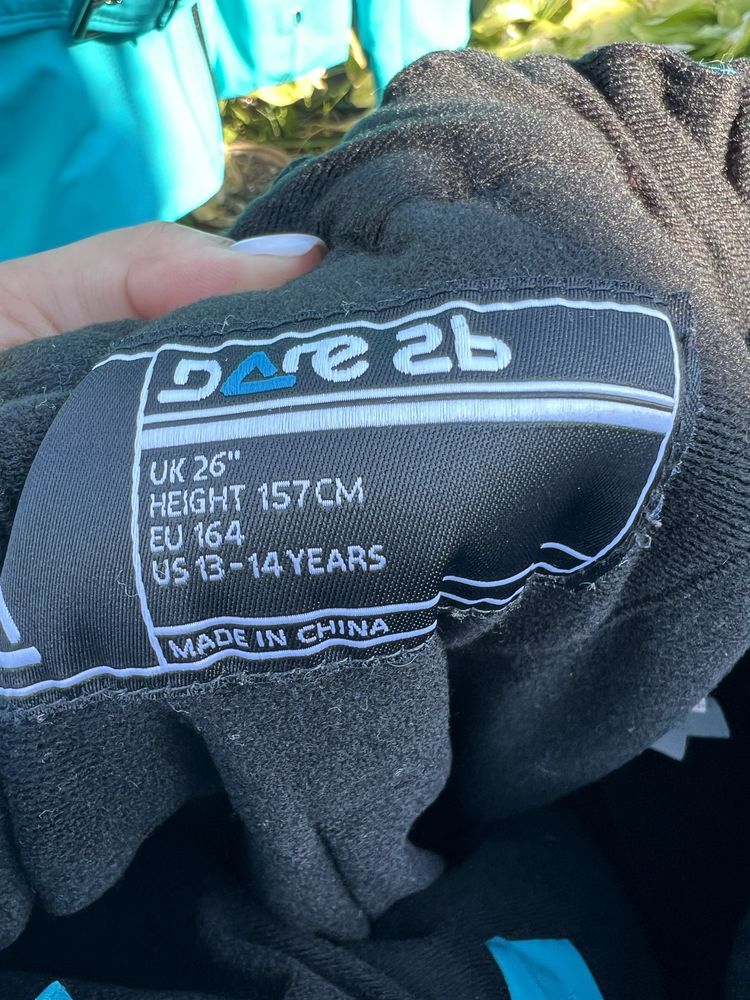 Dare 2b
UK 26"
HEIGHT 157CM
EU 164
US 13-14 YEARS
MADE IN CHINA